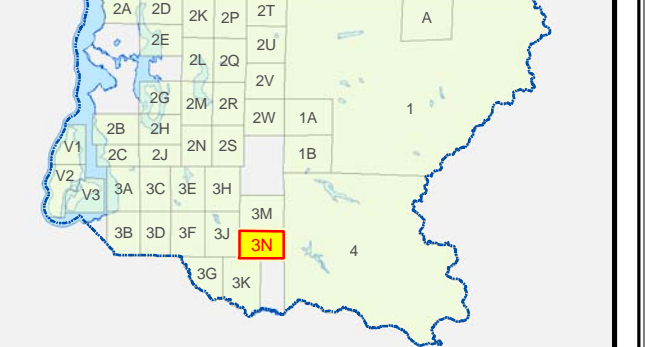 2A 2D 2K 2P 2T A
2E 2U
2L 2Q
2V
2G 2M 2R 1
2W 1A
2B 2H
V1 2N 2S
2C 2J 1B
V2
V3 3A 3C 3E 3H
3M
3B 3D 3F 3J
3N 4
3G 3K